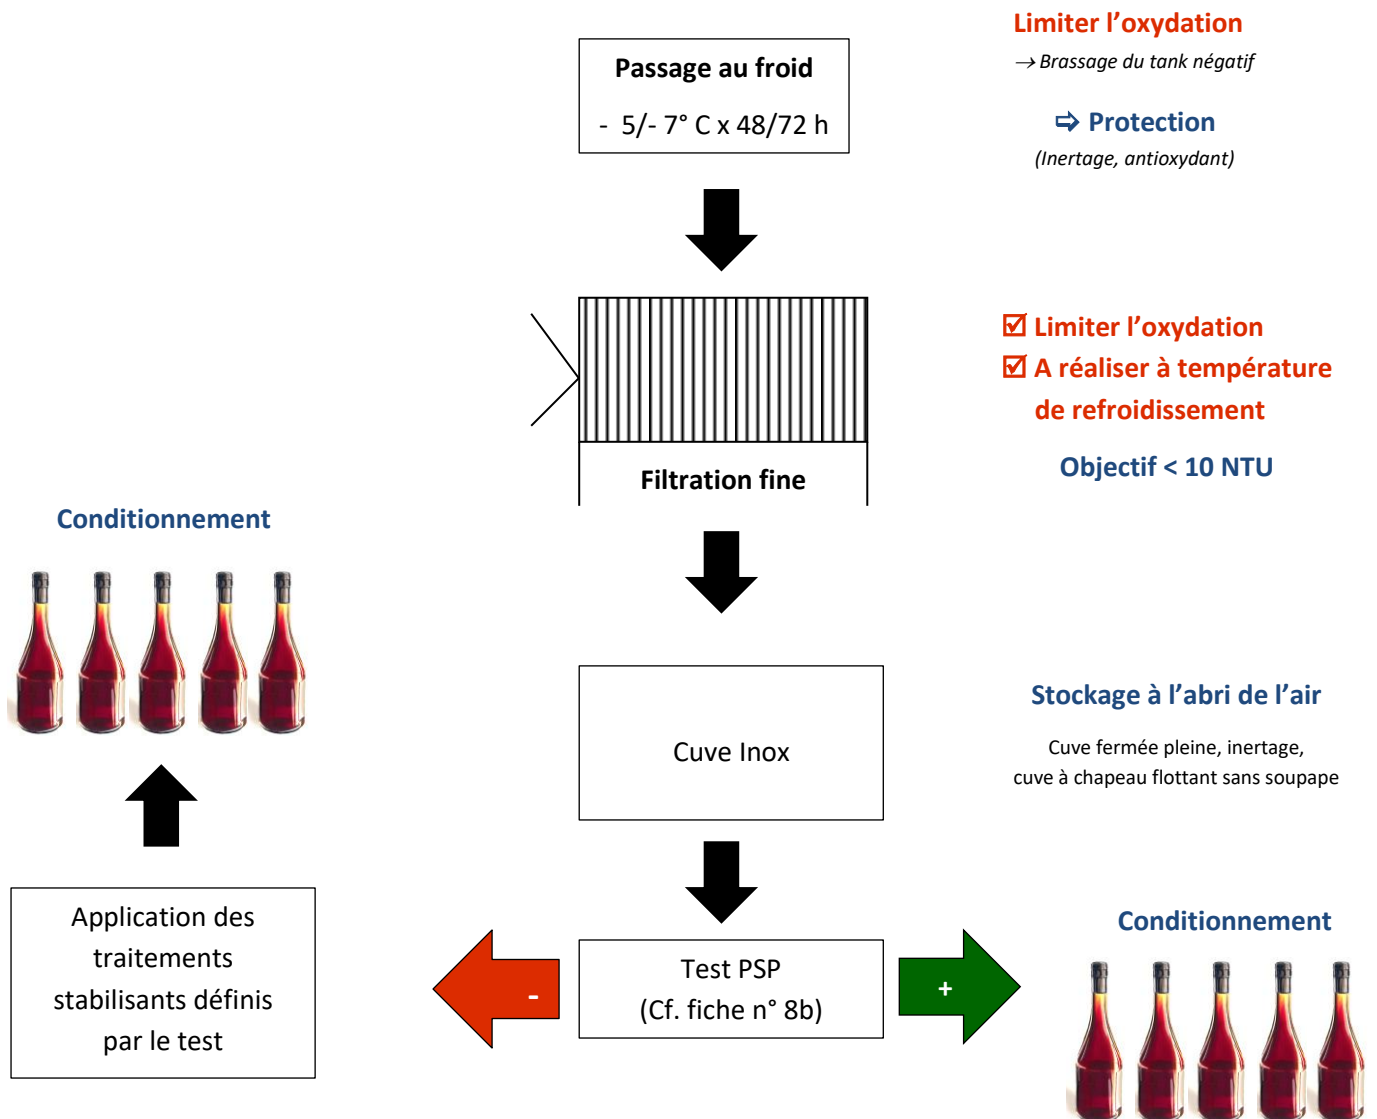 Limiter l’oxydation
→ Brassage du tank négatif
Passage au froid
- 5/- 7° C x 48/72 h
⇨ Protection
(Inertage, antioxydant)
☑ Limiter l’oxydation
☑ A réaliser à température
de refroidissement
Objectif < 10 NTU
Filtration fine
Conditionnement
Cuve Inox
Stockage à l’abri de l’air
Cuve fermée pleine, inertage,
cuve à chapeau flottant sans soupape
Application des
traitements
stabilisants définis
par le test
-
Test PSP
(Cf. fiche n° 8b)
+
Conditionnement